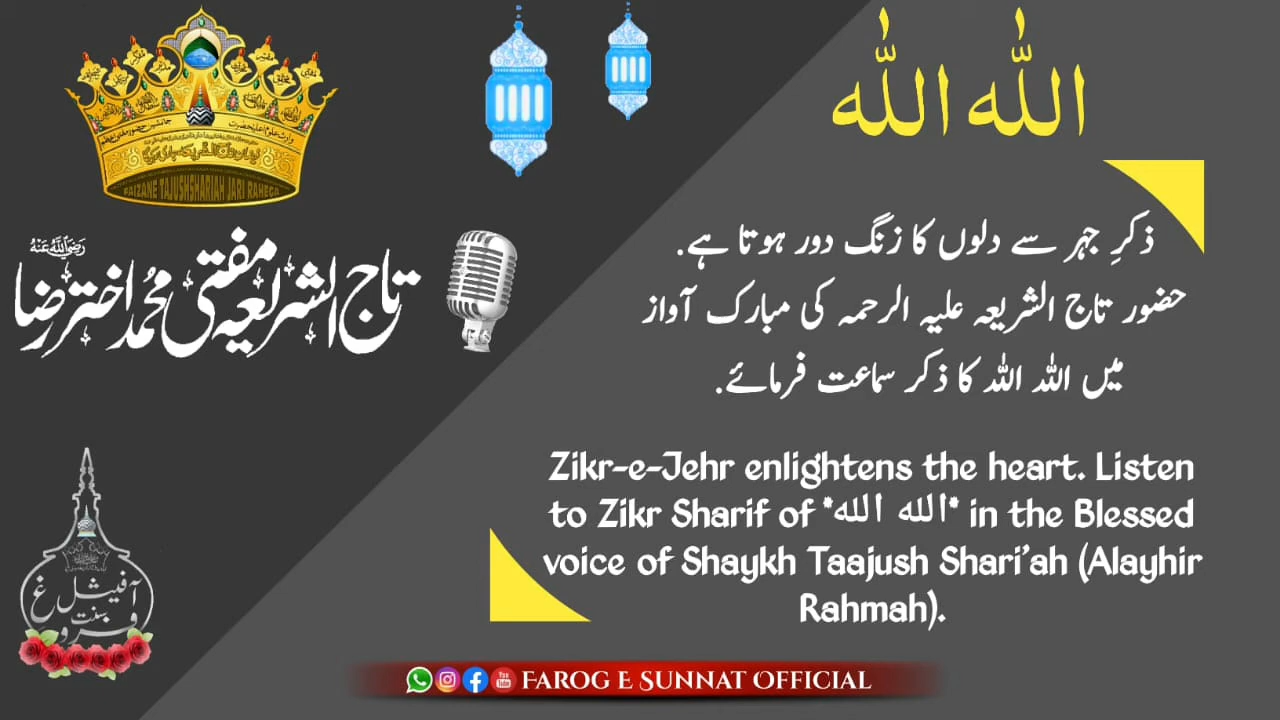 اللہ اللہ
FAIZANE TAJUSHSHARIAH JARI RAHEGA
رضی اللہ عنہ
تاج الشریعہ مفتی محمد اختر رضا
ذکرِ جہر سے دلوں کا زنگ دور ہوتا ہے.
حضور تاج الشریعہ علیہ الرحمہ کی مبارک آواز
میں اللہ اللہ کا ذکر سماعت فرمائے.
Zikr-e-Jehr enlightens the heart. Listen
to Zikr Sharif of "الله الله" in the Blessed
voice of Shaykh Taajush Shari'ah (Alayhir
Rahmah).
فروغ سنت آفیشل
FAROG E SUNNAT OFFICIAL